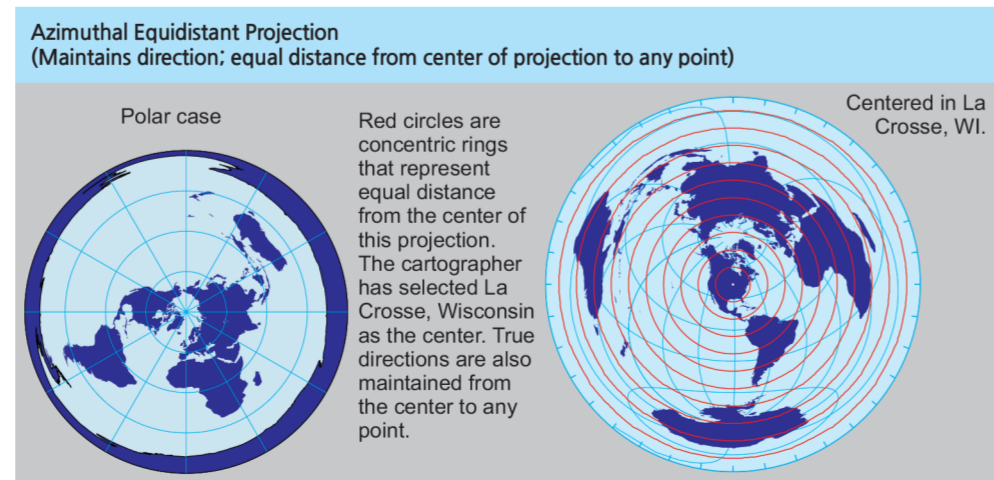 Azimuthal Equidistant Projection
(Maintains direction; equal distance from center of projection to any point)
Polar case
Red circles are
concentric rings
that represent
equal distance
from the center of
this projection.
The cartographer
has selected La
Crosse, Wisconsin
as the center. True
directions are also
maintained from
the center to any
point.
Centered in La
Crosse, WI.